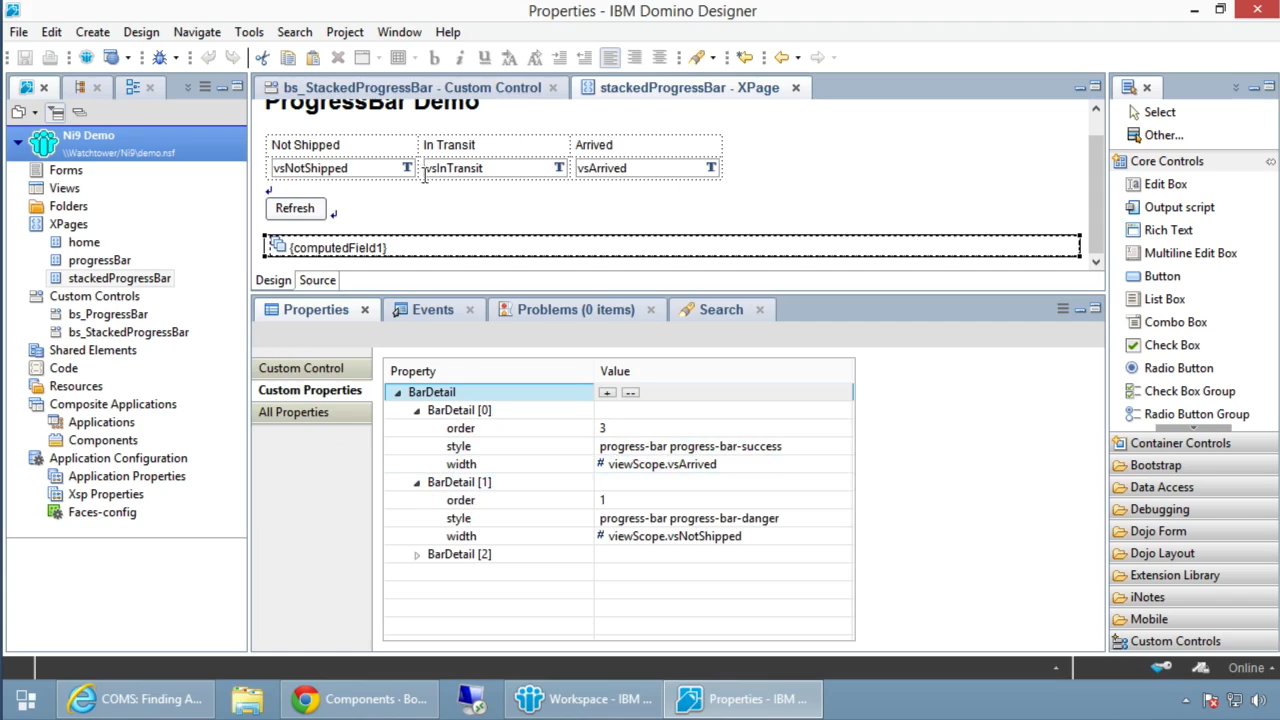 Properties - IBM Domino Designer
File Edit Create Design Navigate Tools Search Project Window Help
bs_StackedProgressBar - Custom Control
stackedProgressBar - XPage
Ni9 Demo
\\Watchtower/Ni9\demo.nsf
Forms
Views
Folders
XPages
home
progressBar
stackedProgressBar
Custom Controls
bs_ProgressBar
bs_StackedProgressBar
Shared Elements
Code
Resources
Composite Applications
Applications
Components
Application Configuration
Application Properties
Xsp Properties
Faces-config
ProgressBar Demo
Not Shipped In Transit Arrived
vsNotShipped T vsInTransit T vsArrived T
Refresh
{computedField1}
Design Source
Properties Events Problems (0 items) Search
Custom Control
Custom Properties
All Properties
Property Value
BarDetail + --
BarDetail [0]
order 3
style progress-bar progress-bar-success
width # viewScope.vsArrived
BarDetail [1]
order 1
style progress-bar progress-bar-danger
width # viewScope.vsNotShipped
BarDetail [2]
Select
Other...
Core Controls
Edit Box
Output script
Rich Text
Multiline Edit Box
Button
List Box
Combo Box
Check Box
Radio Button
Check Box Group
Radio Button Group
Container Controls
Bootstrap
Data Access
Debugging
Dojo Form
Dojo Layout
Extension Library
iNotes
Mobile
Custom Controls
Online
COMS: Finding A...
Components - Bo...
Workspace - IBM ...
Properties - IBM ...